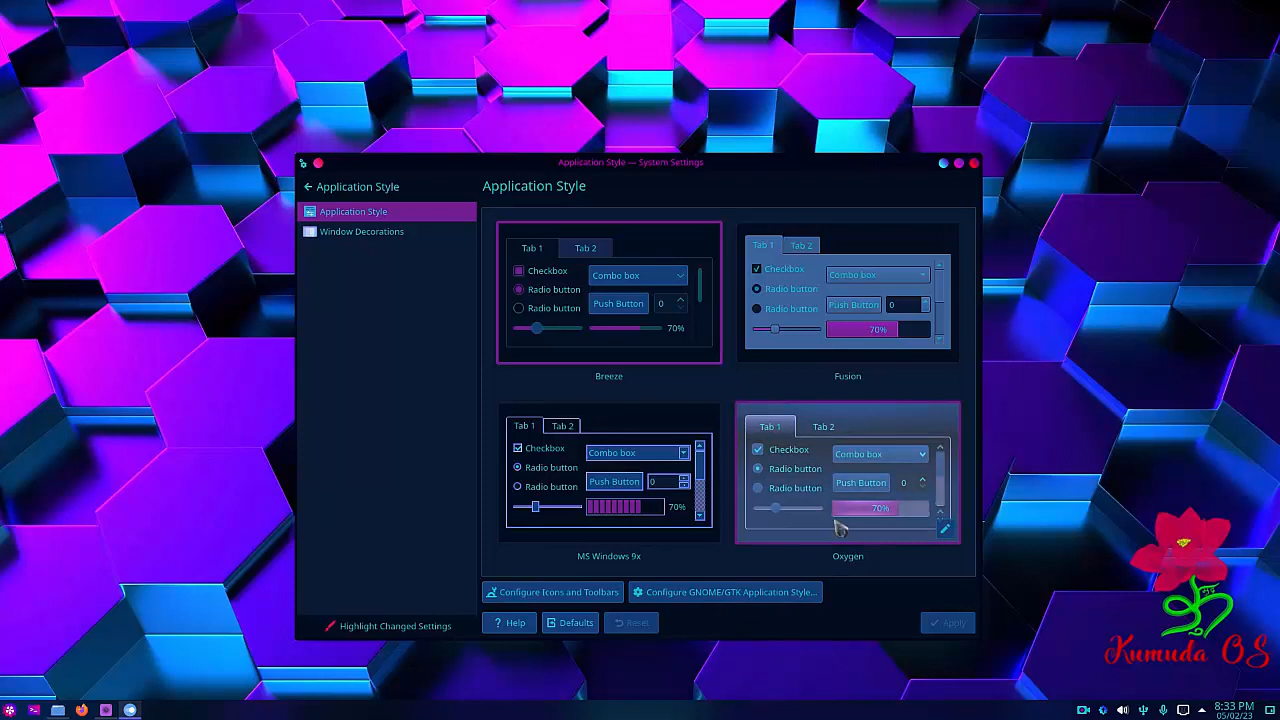 Application Style — System Settings
Application Style
Application Style
Application Style
Window Decorations
Tab 1 Tab 2
Checkbox Combo box
Radio button
Push Button 0
Radio button
70%
Breeze
Tab 1 Tab 2
Checkbox Combo box
Radio button
Radio button Push Button 0
70%
Fusion
Tab 1 Tab 2
Checkbox Combo box
Radio button
Radio button Push Button 0
70%
MS Windows 9x
Tab 1 Tab 2
Checkbox Combo box
Radio button
Radio button Push Button 0
70%
Oxygen
Configure Icons and Toolbars Configure GNOME/GTK Application Style...
Highlight Changed Settings ? Help Defaults Reset Apply
Kumuda OS
8:33 PM
05/02/23